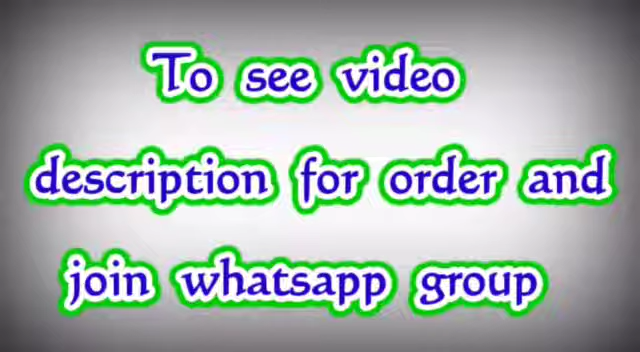 To see video
description for order and
join whatsapp group